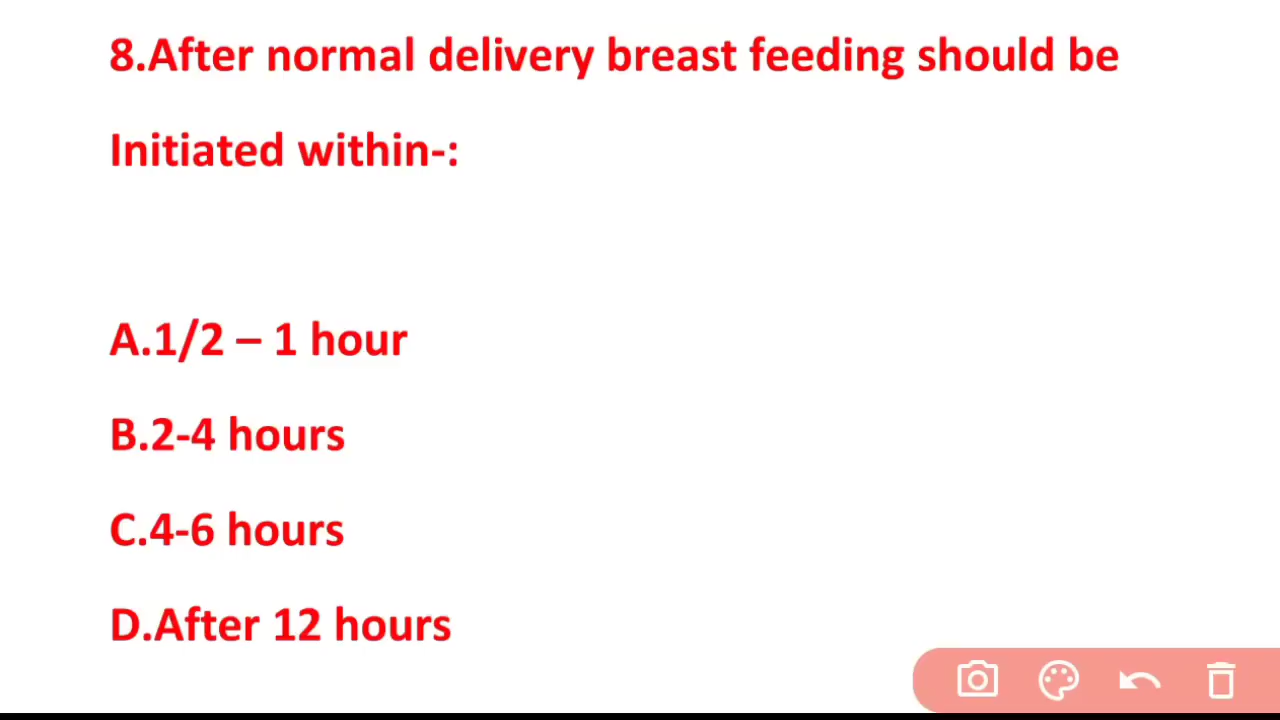 8.After normal delivery breast feeding should be
Initiated within-:
A.1/2 – 1 hour
B.2-4 hours
C.4-6 hours
D.After 12 hours